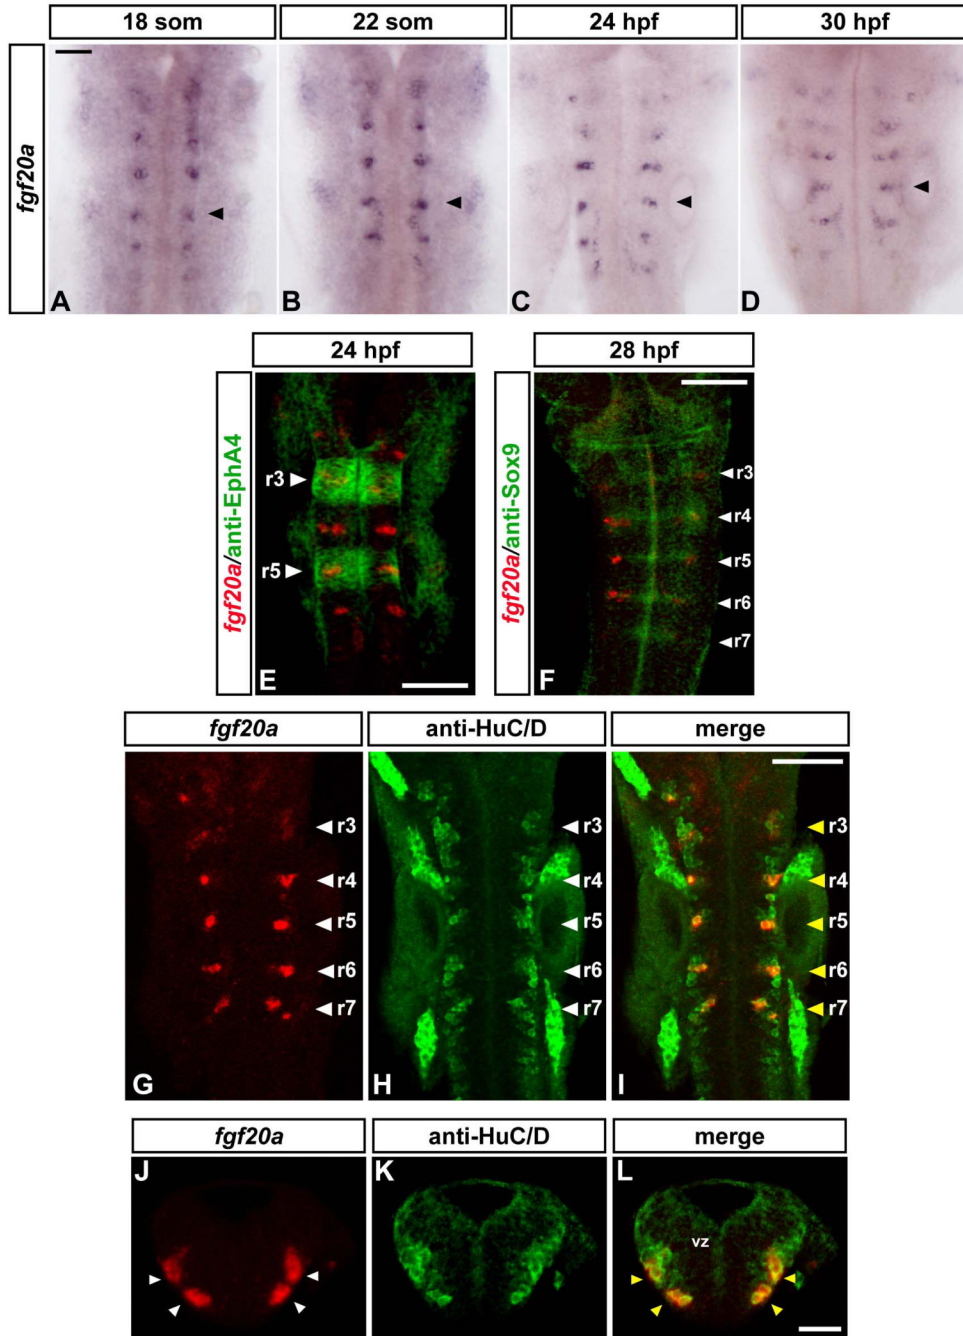 18 som
22 som
24 hpf
30 hpf
fgf20a
A
B
C
D
24 hpf
28 hpf
fgf20a/anti-EphA4
r3
r5
E
fgf20a/anti-Sox9
r3
r4
r5
r6
r7
F
fgf20a
anti-HuC/D
merge
r3
r4
r5
r6
r7
G
r3
r4
r5
r6
r7
H
r3
r4
r5
r6
r7
I
fgf20a
anti-HuC/D
merge
J
K
L
vz